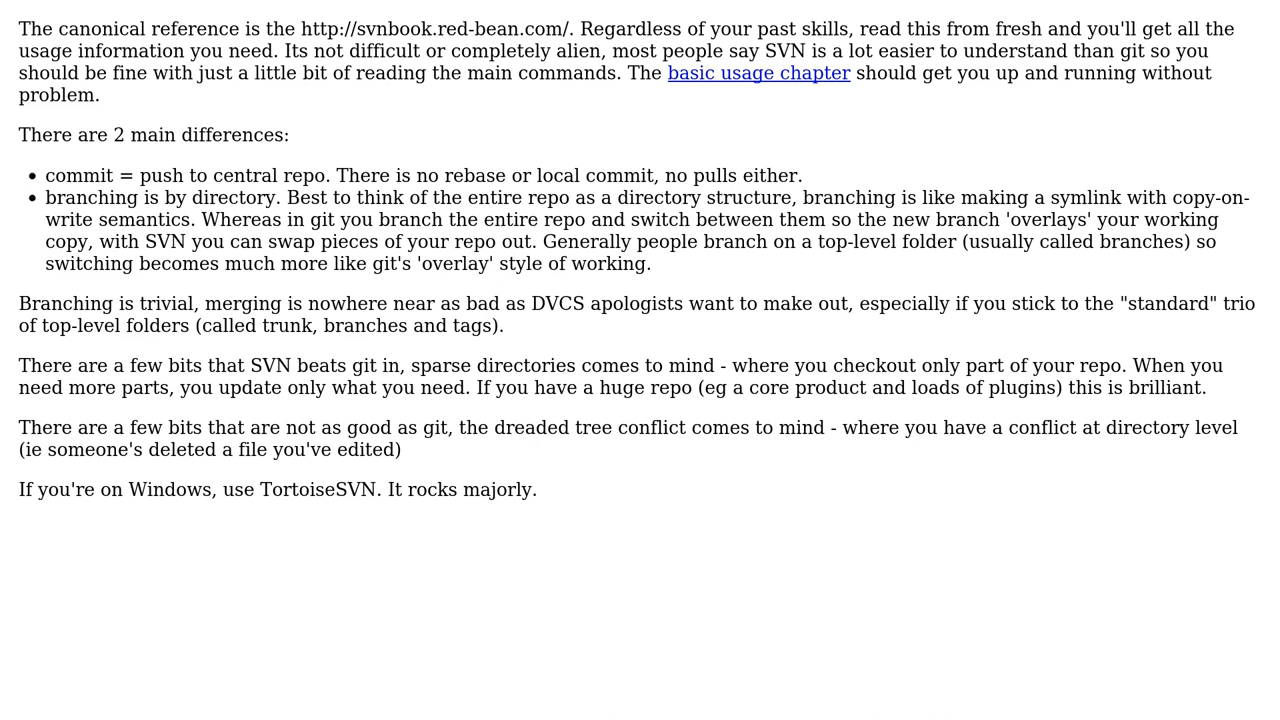 The canonical reference is the http://svnbook.red-bean.com/. Regardless of your past skills, read this from fresh and you'll get all the
usage information you need. Its not difficult or completely alien, most people say SVN is a lot easier to understand than git so you
should be fine with just a little bit of reading the main commands. The basic usage chapter should get you up and running without
problem.
There are 2 main differences:
• commit = push to central repo. There is no rebase or local commit, no pulls either.
• branching is by directory. Best to think of the entire repo as a directory structure, branching is like making a symlink with copy-on-
write semantics. Whereas in git you branch the entire repo and switch between them so the new branch 'overlays' your working
copy, with SVN you can swap pieces of your repo out. Generally people branch on a top-level folder (usually called branches) so
switching becomes much more like git's 'overlay' style of working.
Branching is trivial, merging is nowhere near as bad as DVCS apologists want to make out, especially if you stick to the "standard" trio
of top-level folders (called trunk, branches and tags).
There are a few bits that SVN beats git in, sparse directories comes to mind - where you checkout only part of your repo. When you
need more parts, you update only what you need. If you have a huge repo (eg a core product and loads of plugins) this is brilliant.
There are a few bits that are not as good as git, the dreaded tree conflict comes to mind - where you have a conflict at directory level
(ie someone's deleted a file you've edited)
If you're on Windows, use TortoiseSVN. It rocks majorly.